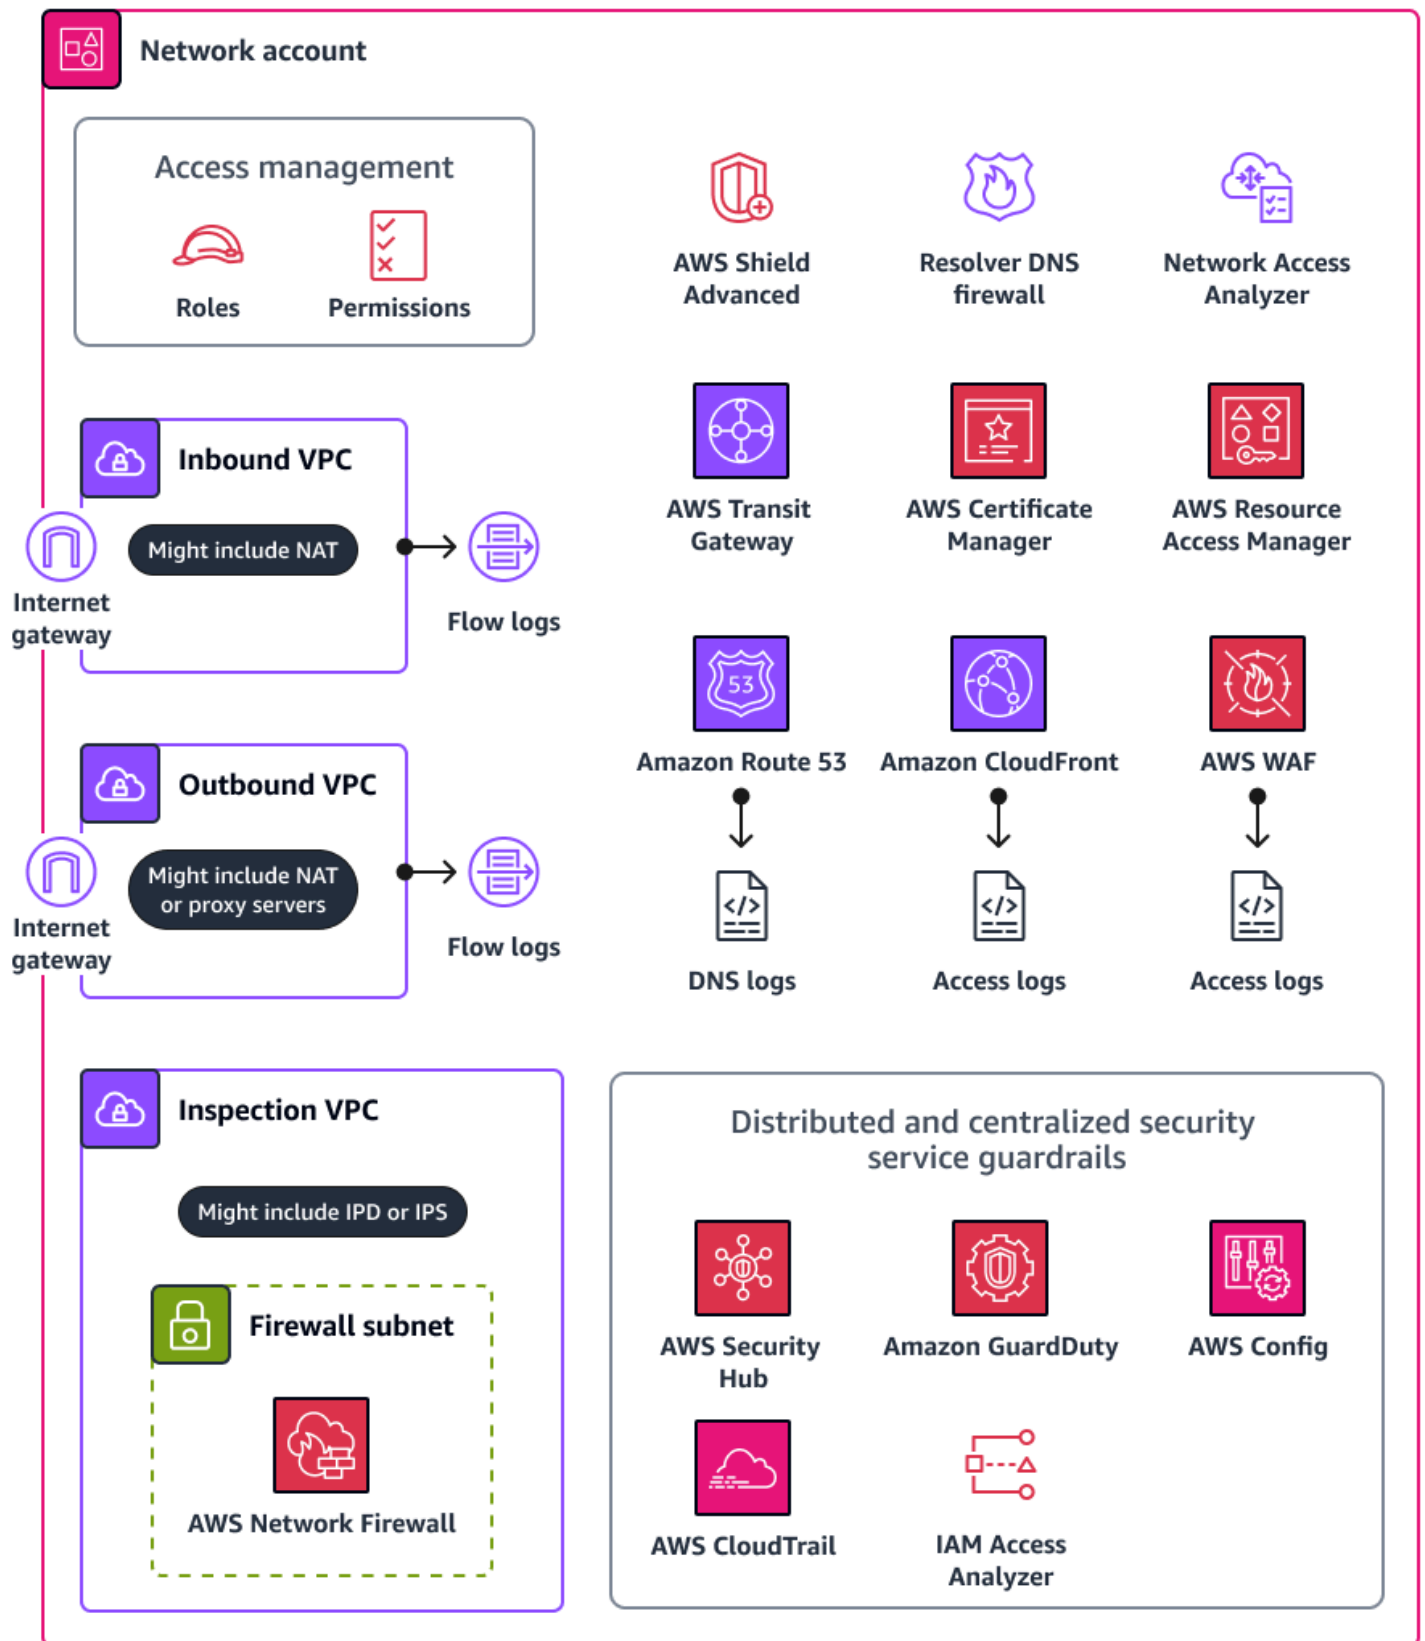 Network account
Access management
Roles
Permissions
AWS Shield
Advanced
Resolver DNS
firewall
Network Access
Analyzer
Inbound VPC
Might include NAT
Internet
gateway
Flow logs
AWS Transit
Gateway
AWS Certificate
Manager
AWS Resource
Access Manager
Outbound VPC
Might include NAT
or proxy servers
Internet
gateway
Flow logs
53
Amazon Route 53
Amazon CloudFront
AWS WAF
DNS logs
Access logs
Access logs
Inspection VPC
Might include IPD or IPS
Firewall subnet
AWS Network Firewall
Distributed and centralized security
service guardrails
AWS Security
Hub
Amazon GuardDuty
AWS Config
AWS CloudTrail
IAM Access
Analyzer